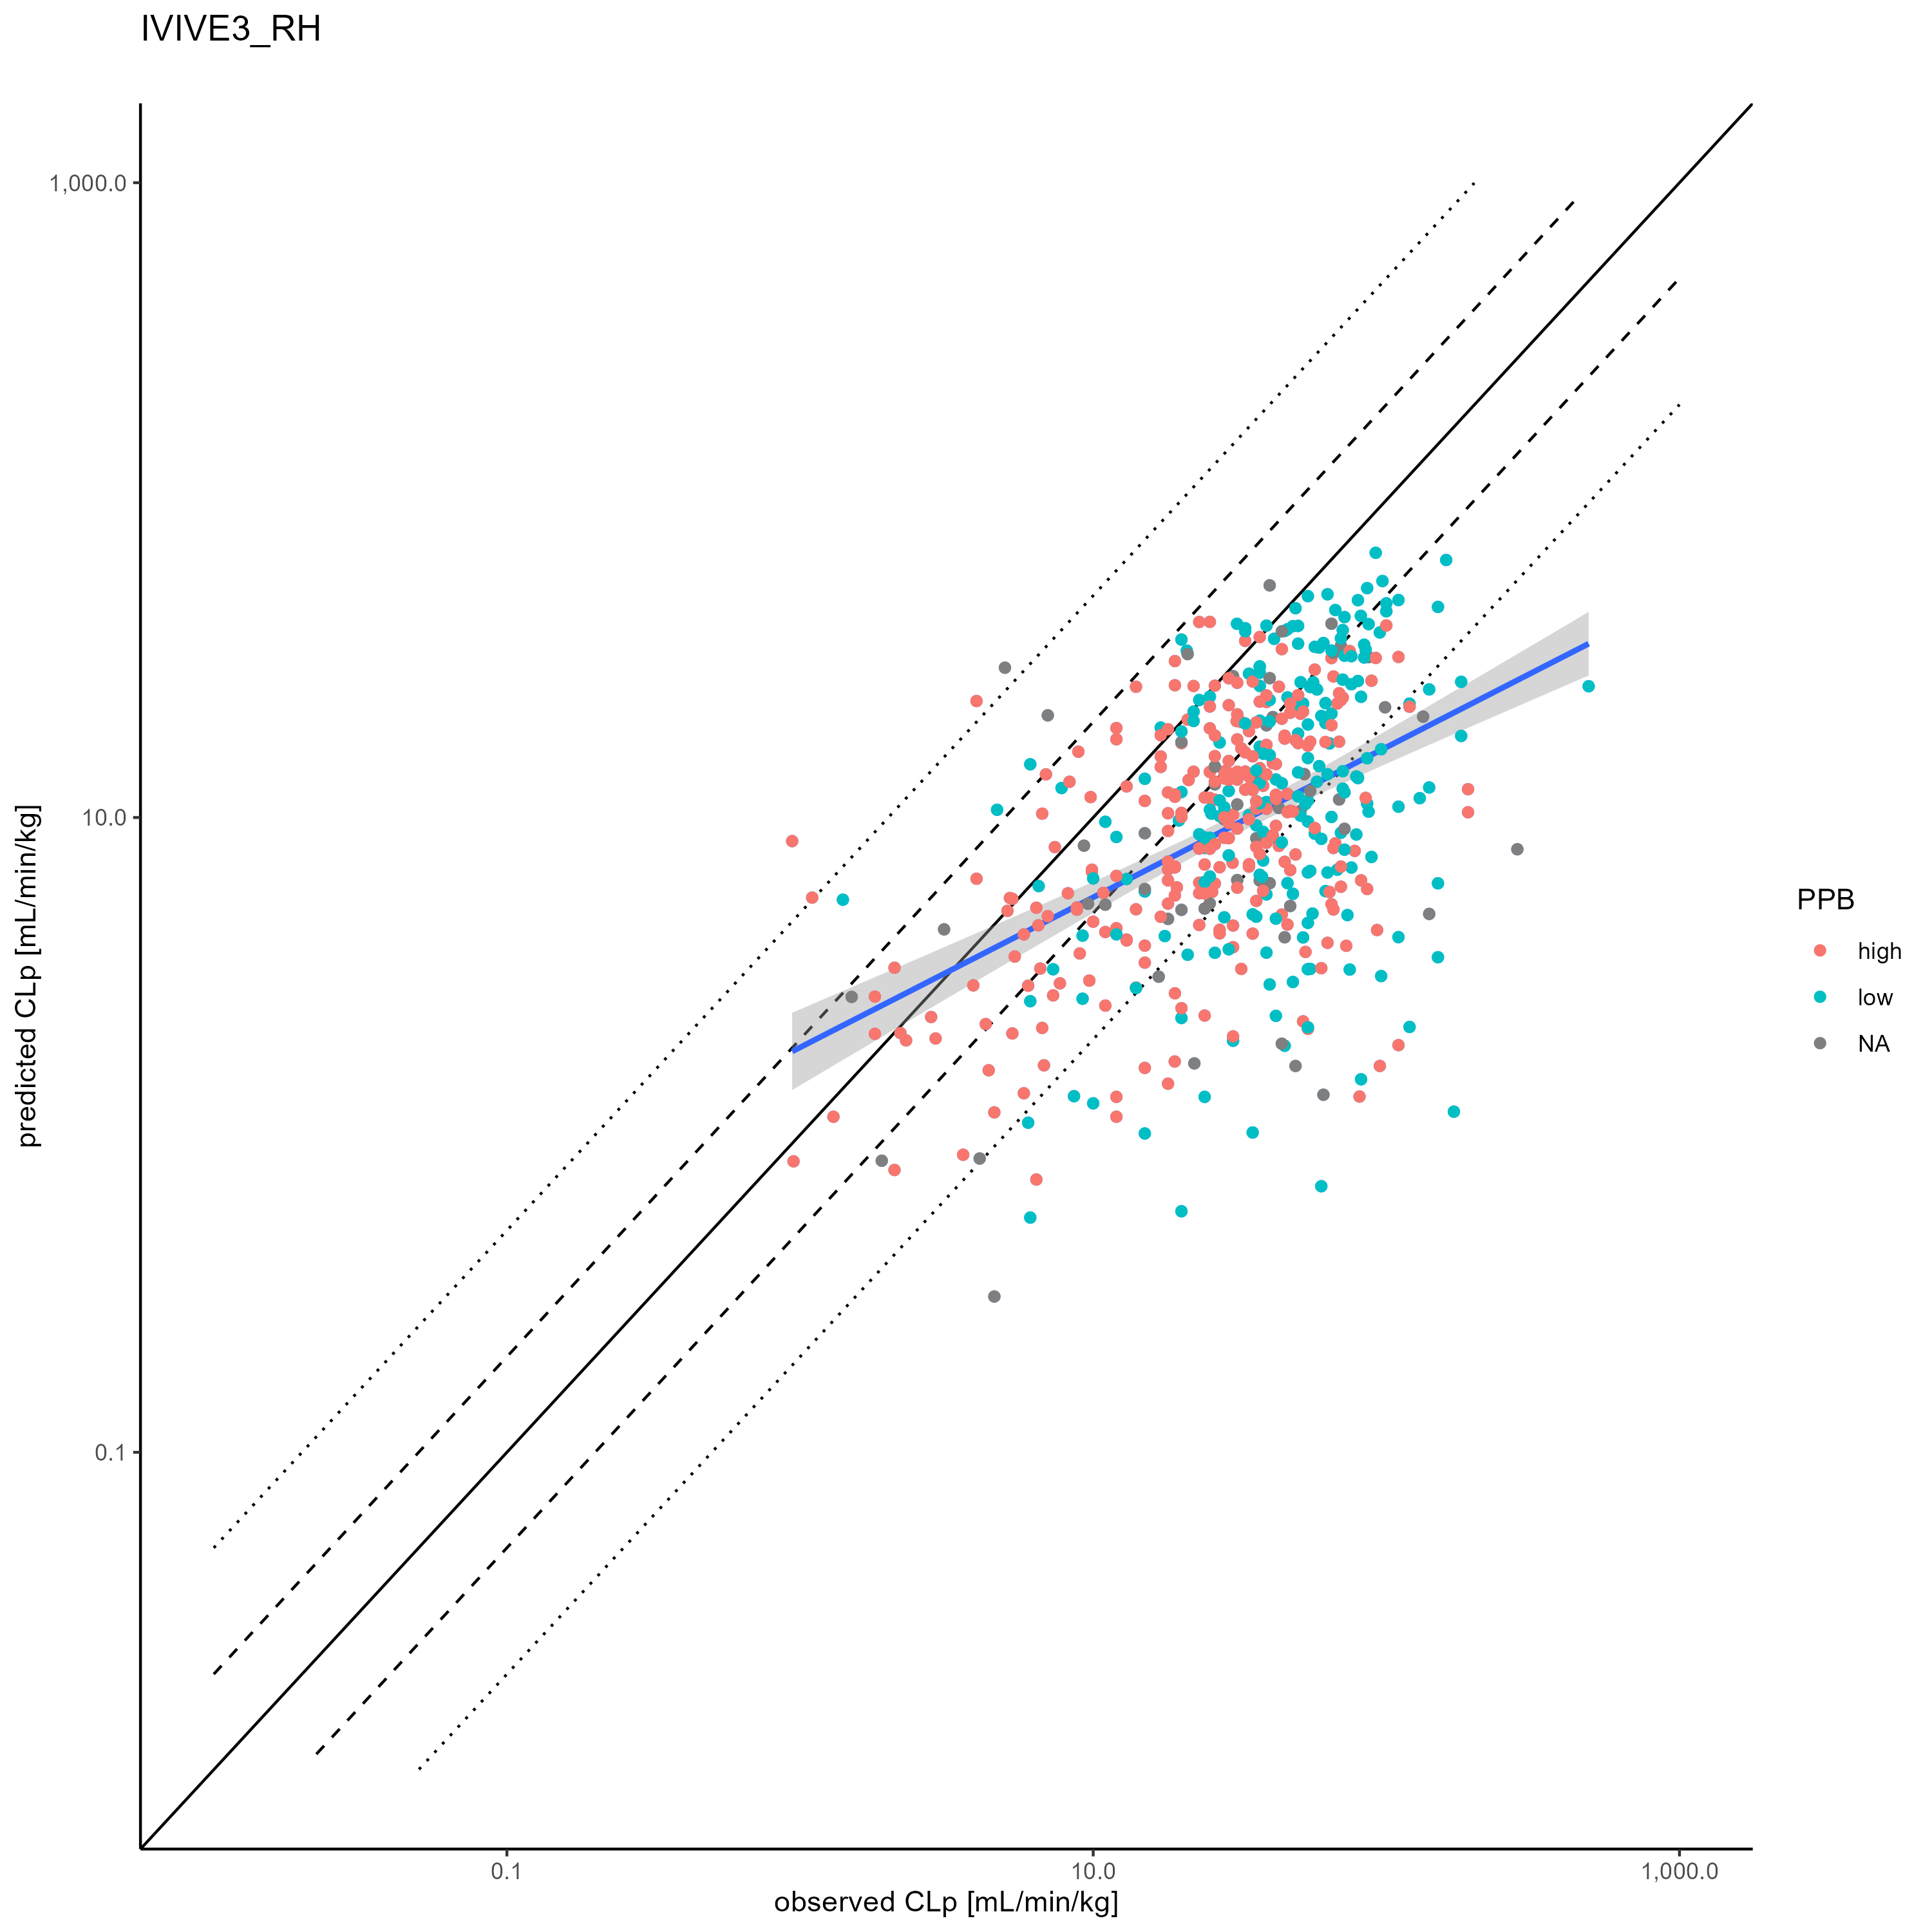 IVIVE3_RH
1,000.0
10.0
0.1
predicted CLp [mL/min/kg]
0.1
10.0
1,000.0
observed CLp [mL/min/kg]
PPB
high
low
NA